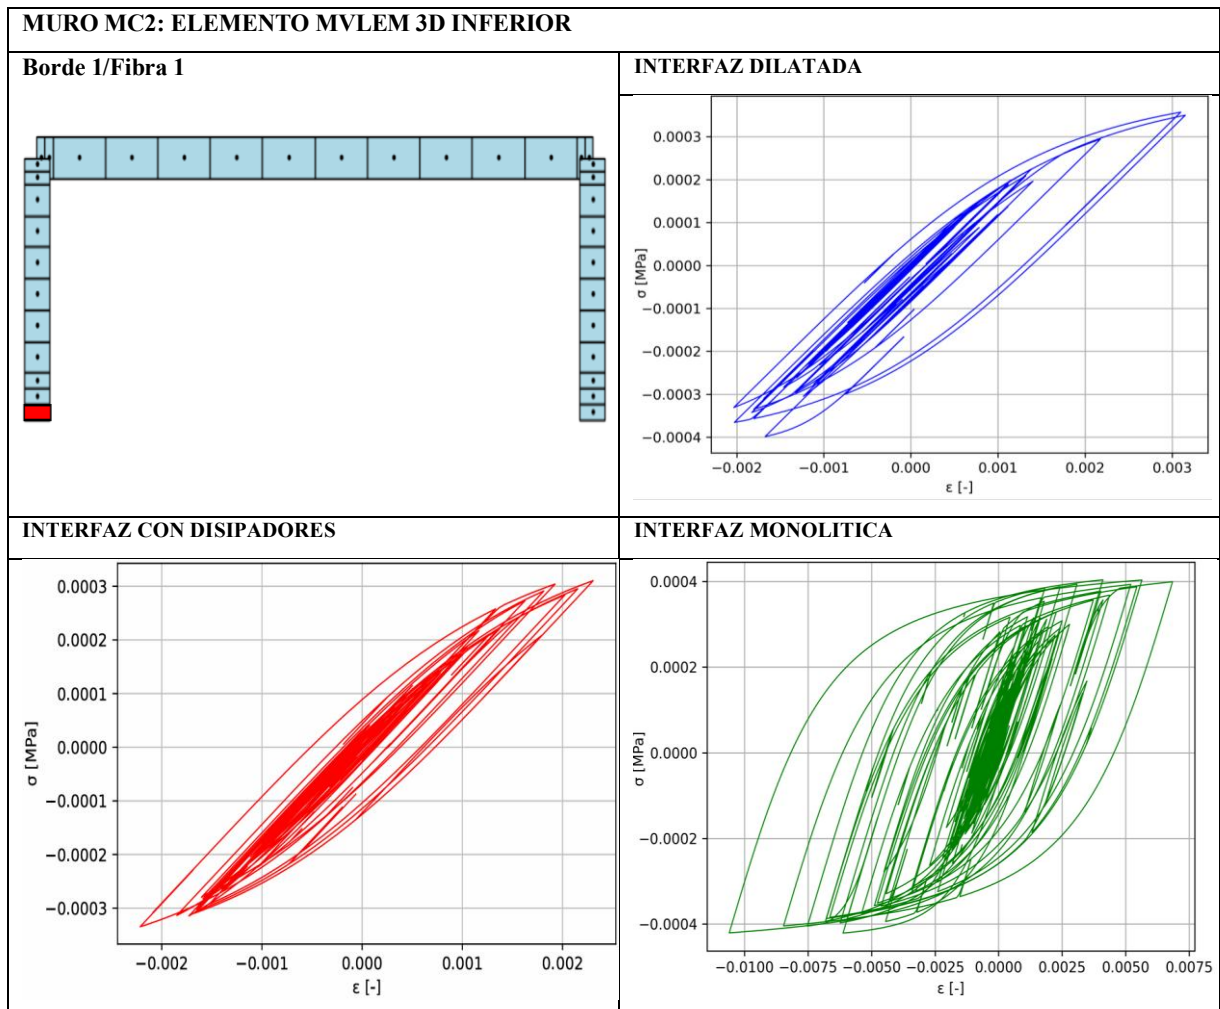 MURO MC2: ELEMENTO MVLEM 3D INFERIOR
Borde 1/Fibra 1
INTERFAZ DILATADA
0.0003
0.0002
0.0001
0.0000
−0.0001
−0.0002
−0.0003
−0.0004
σ [MPa]
−0.002 −0.001 0.000 0.001 0.002 0.003
ε [-]
INTERFAZ CON DISIPADORES
0.0003
0.0002
0.0001
0.0000
−0.0001
−0.0002
−0.0003
σ [MPa]
−0.002 −0.001 0.000 0.001 0.002
ε [-]
INTERFAZ MONOLITICA
0.0004
0.0002
0.0000
−0.0002
−0.0004
σ [MPa]
−0.0100 −0.0075 −0.0050 −0.0025 0.0000 0.0025 0.0050 0.0075
ε [-]